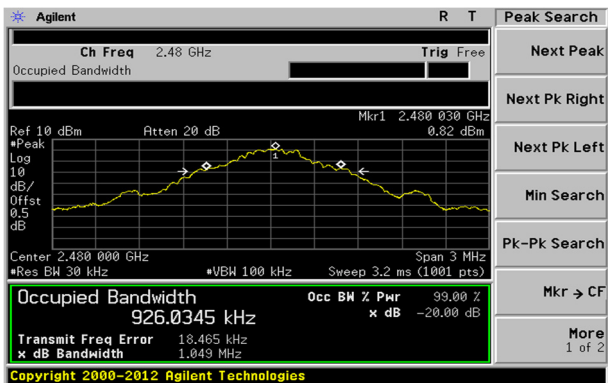 Agilent R T Peak Search
Ch Freq 2.48 GHz Trig Free
Occupied Bandwidth
Mkr1 2.480 030 GHz
Ref 10 dBm Atten 20 dB 0.82 dBm
#Peak
Log
10
dB/
Offst
0.5
dB
1
Center 2.480 000 GHz Span 3 MHz
#Res BW 30 kHz #VBW 100 kHz Sweep 3.2 ms (1001 pts)
Occupied Bandwidth Occ BW % Pwr 99.00 %
926.0345 kHz x dB -20.00 dB
Transmit Freq Error 18.465 kHz
x dB Bandwidth 1.049 MHz
Copyright 2000-2012 Agilent Technologies
Next Peak
Next Pk Right
Next Pk Left
Min Search
Pk-Pk Search
Mkr → CF
More
1 of 2